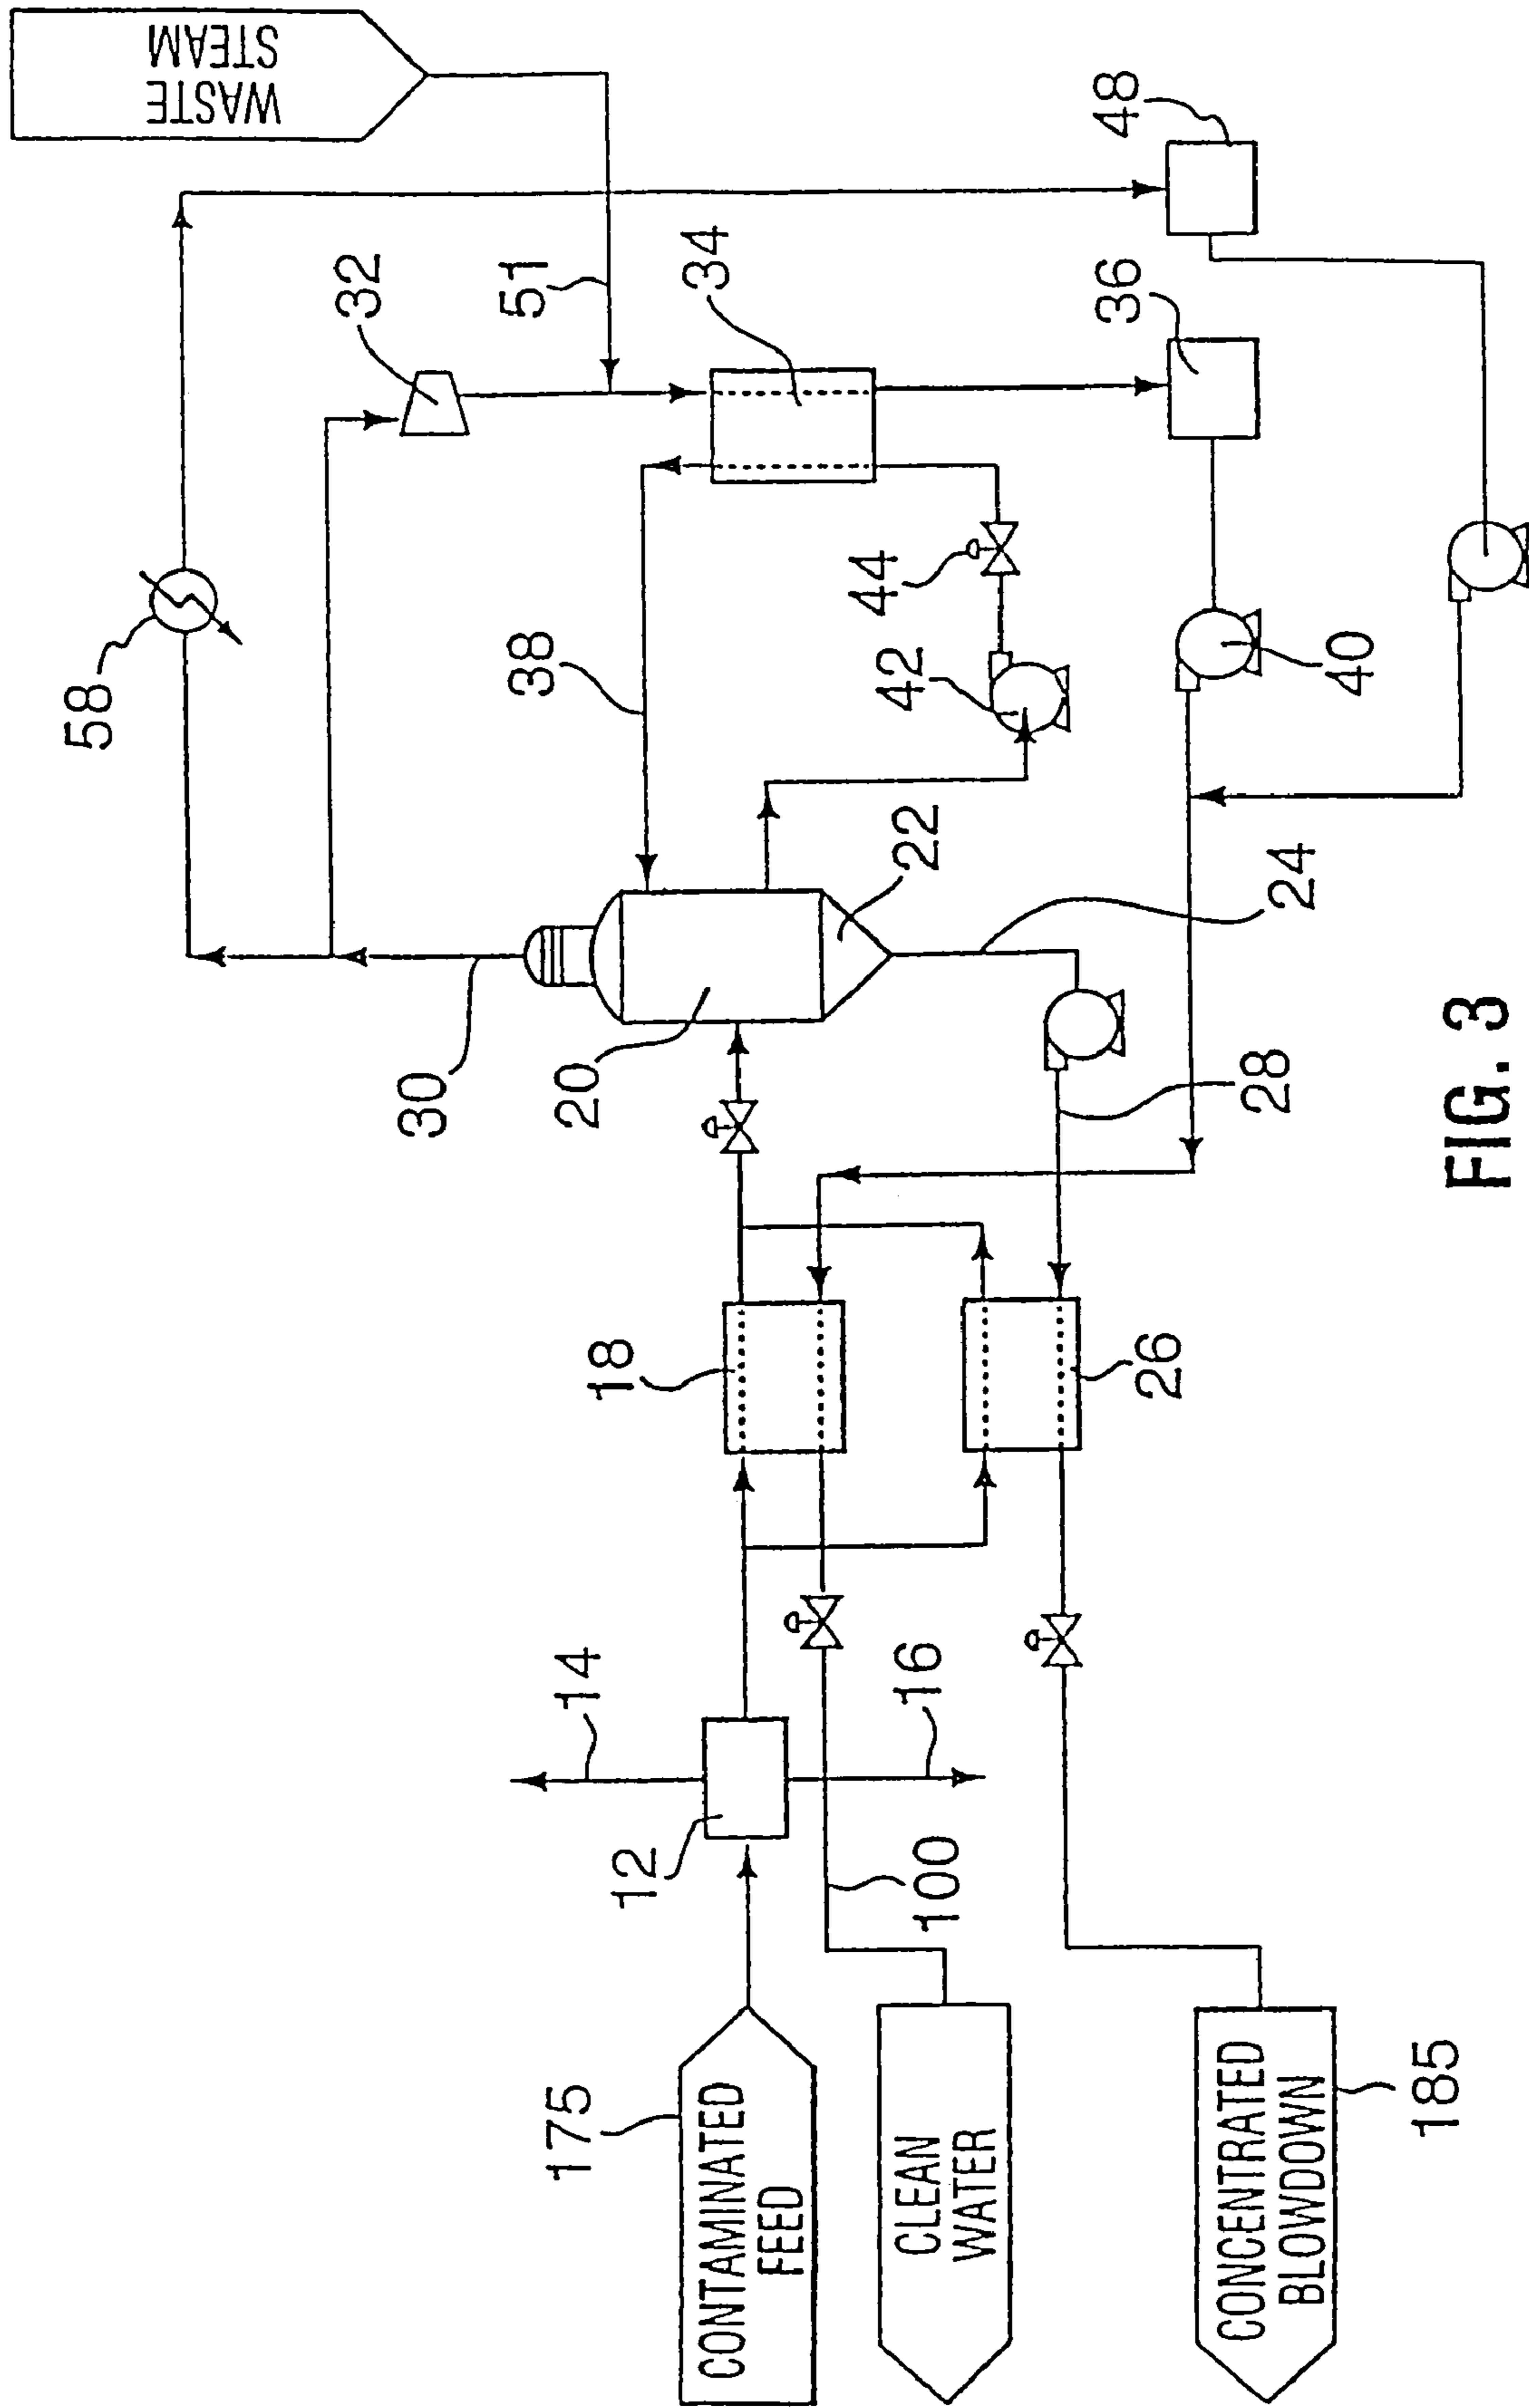 WASTE
STEAM
58
32
51
34
48
36
38
44
42
40
30
20
22
24
28
18
26
14
12
16
100
175
CONTAMINATED
FEED
CLEAN
WATER
CONCENTRATED
BLOWDOWN
185
FIG. 3